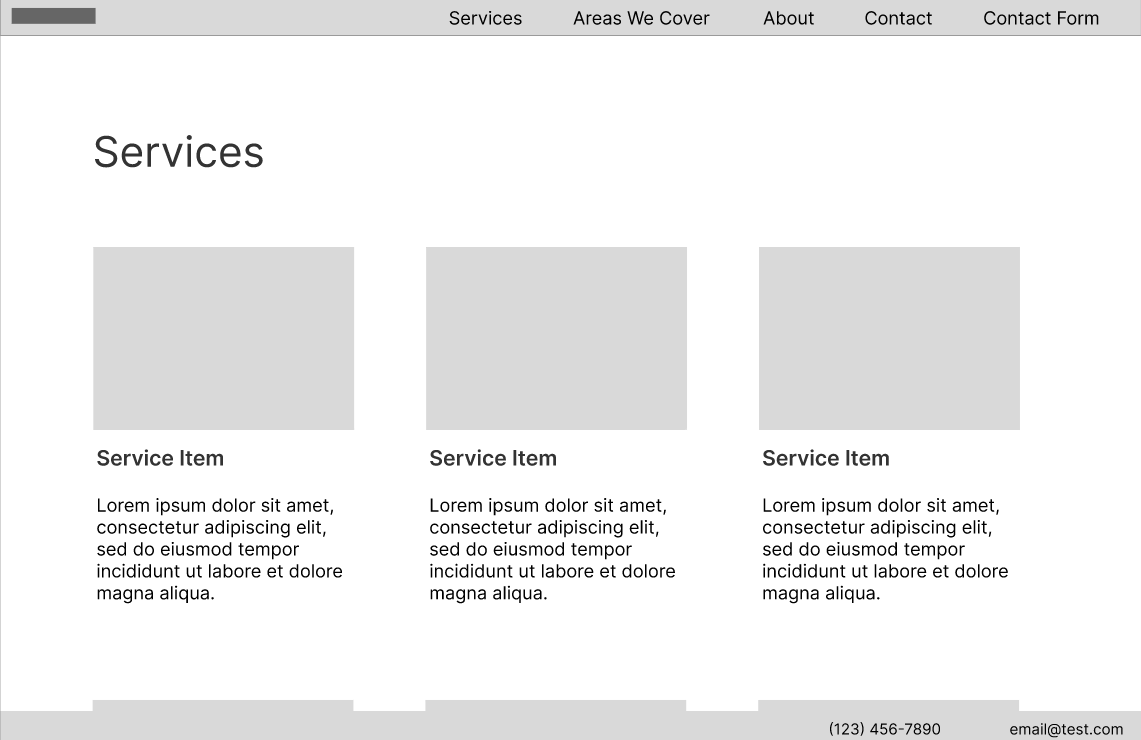 Services Areas We Cover About Contact Contact Form
Services
Service Item
Lorem ipsum dolor sit amet,
consectetur adipiscing elit,
sed do eiusmod tempor
incididunt ut labore et dolore
magna aliqua.
Service Item
Lorem ipsum dolor sit amet,
consectetur adipiscing elit,
sed do eiusmod tempor
incididunt ut labore et dolore
magna aliqua.
Service Item
Lorem ipsum dolor sit amet,
consectetur adipiscing elit,
sed do eiusmod tempor
incididunt ut labore et dolore
magna aliqua.
(123) 456-7890 email@test.com